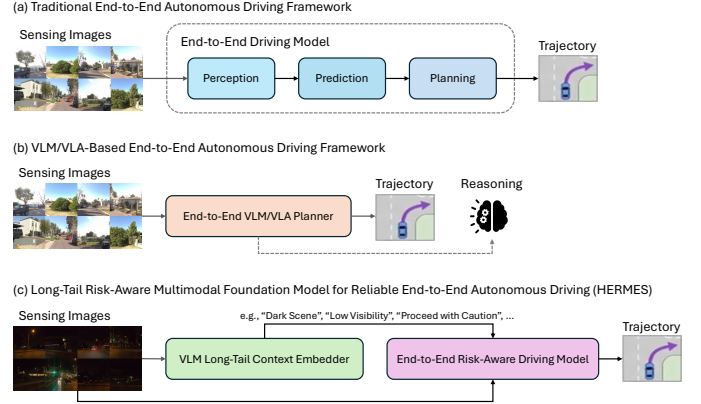 (a) Traditional End-to-End Autonomous Driving Framework
Sensing Images
End-to-End Driving Model
Perception
Prediction
Planning
Trajectory
(b) VLM/VLA-Based End-to-End Autonomous Driving Framework
Sensing Images
End-to-End VLM/VLA Planner
Trajectory
Reasoning
(c) Long-Tail Risk-Aware Multimodal Foundation Model for Reliable End-to-End Autonomous Driving (HERMES)
Sensing Images
e.g., “Dark Scene”, “Low Visibility”, “Proceed with Caution”, ...
VLM Long-Tail Context Embedder
End-to-End Risk-Aware Driving Model
Trajectory